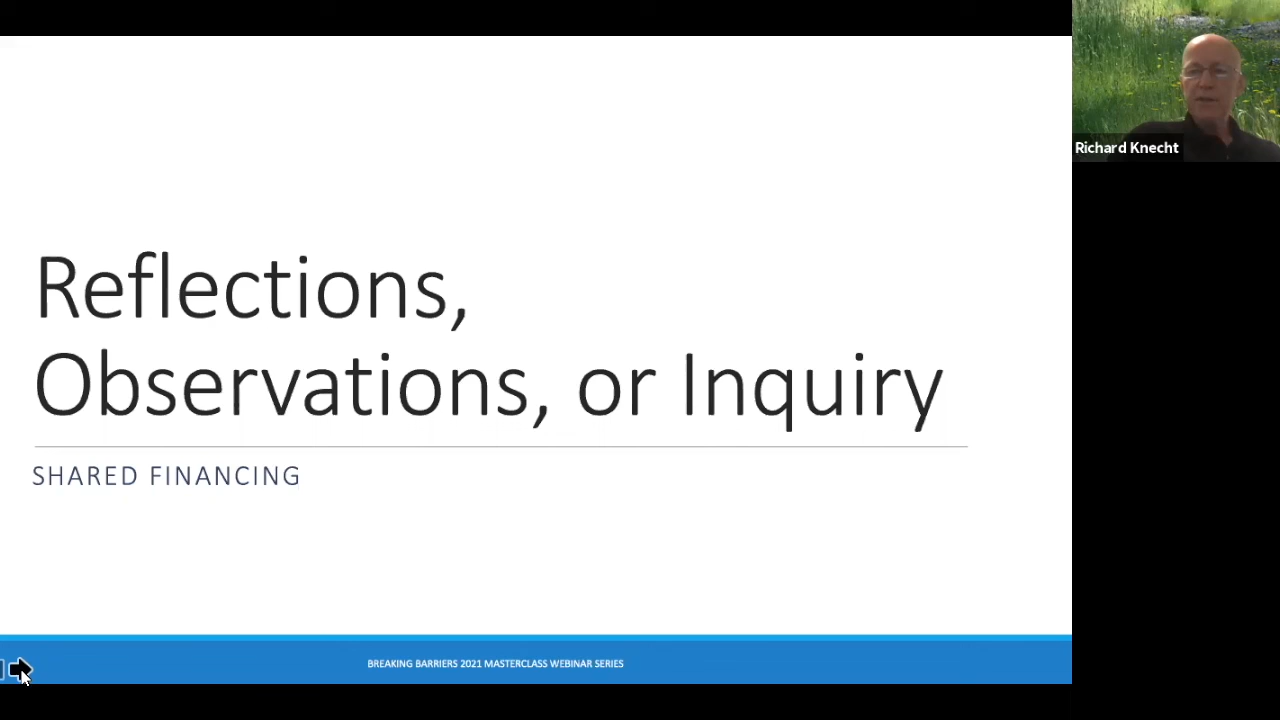 Reflections,
Observations, or Inquiry
SHARED FINANCING
BREAKING BARRIERS 2021 MASTERCLASS WEBINAR SERIES
Richard Knecht